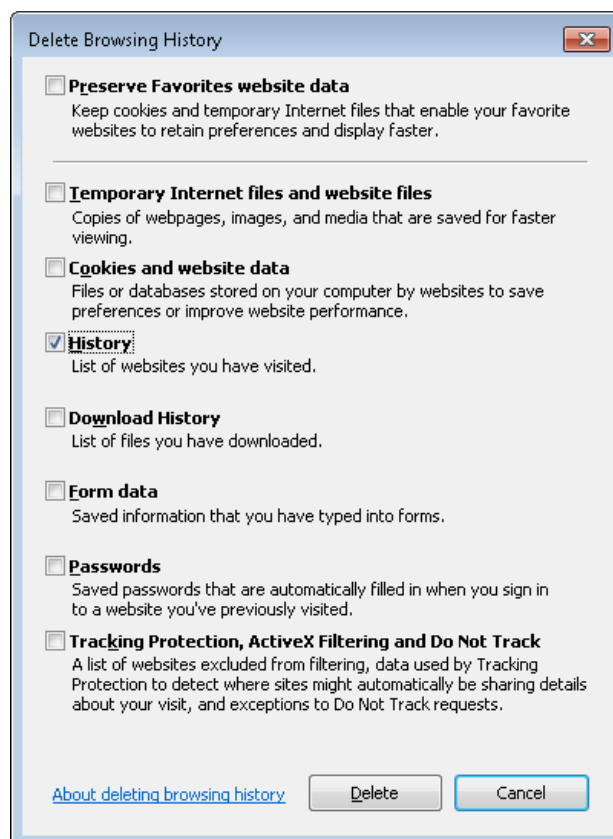 Delete Browsing History
Preserve Favorites website data
Keep cookies and temporary Internet files that enable your favorite
websites to retain preferences and display faster.
Temporary Internet files and website files
Copies of webpages, images, and media that are saved for faster
viewing.
Cookies and website data
Files or databases stored on your computer by websites to save
preferences or improve website performance.
History
List of websites you have visited.
Download History
List of files you have downloaded.
Form data
Saved information that you have typed into forms.
Passwords
Saved passwords that are automatically filled in when you sign in
to a website you've previously visited.
Tracking Protection, ActiveX Filtering and Do Not Track
A list of websites excluded from filtering, data used by Tracking
Protection to detect where sites might automatically be sharing details
about your visit, and exceptions to Do Not Track requests.
About deleting browsing history
Delete
Cancel